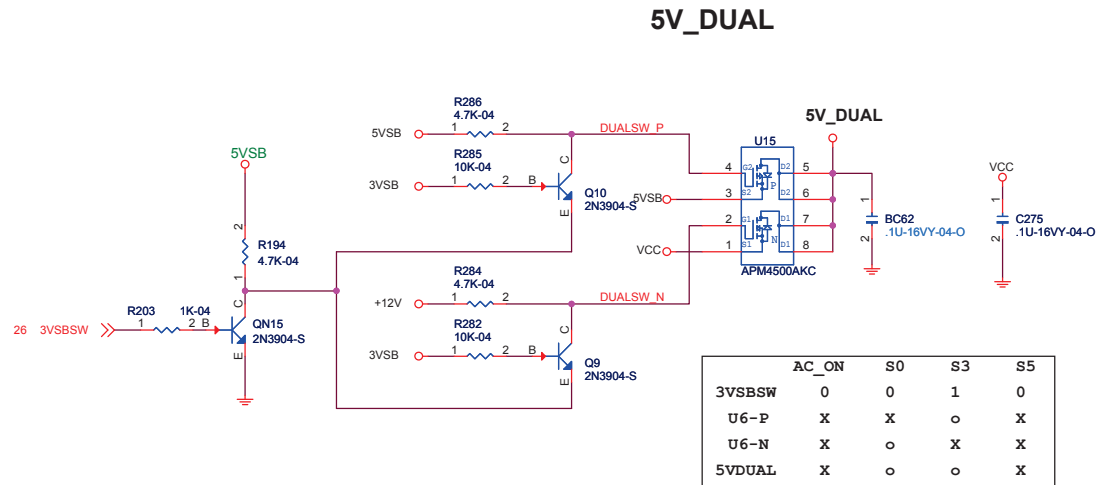 5V_DUAL
R286
4.7K-04
5VSB
1
2
DUALSW_P
R285
10K-04
3VSB
1
2
B
C
E
Q10
2N3904-S
5VSB
2
1
R194
4.7K-04
26 3VSBSW
R203
1K-04
1
2
B
C
E
QN15
2N3904-S
R284
4.7K-04
+12V
1
2
DUALSW_N
R282
10K-04
3VSB
1
2
B
C
E
Q9
2N3904-S
5V_DUAL
U15
4
G2
D2
5
P
5VSB
3
S2
D2
6
2
G1
D1
7
N
VCC
1
S1
D1
8
APM4500AKC
1
2
BC62
.1U-16VY-04-O
VCC
1
2
C275
.1U-16VY-04-O
AC_ON S0 S3 S5
3VSBSW 0 0 1 0
U6-P X X o X
U6-N X o X X
5VDUAL X o o X